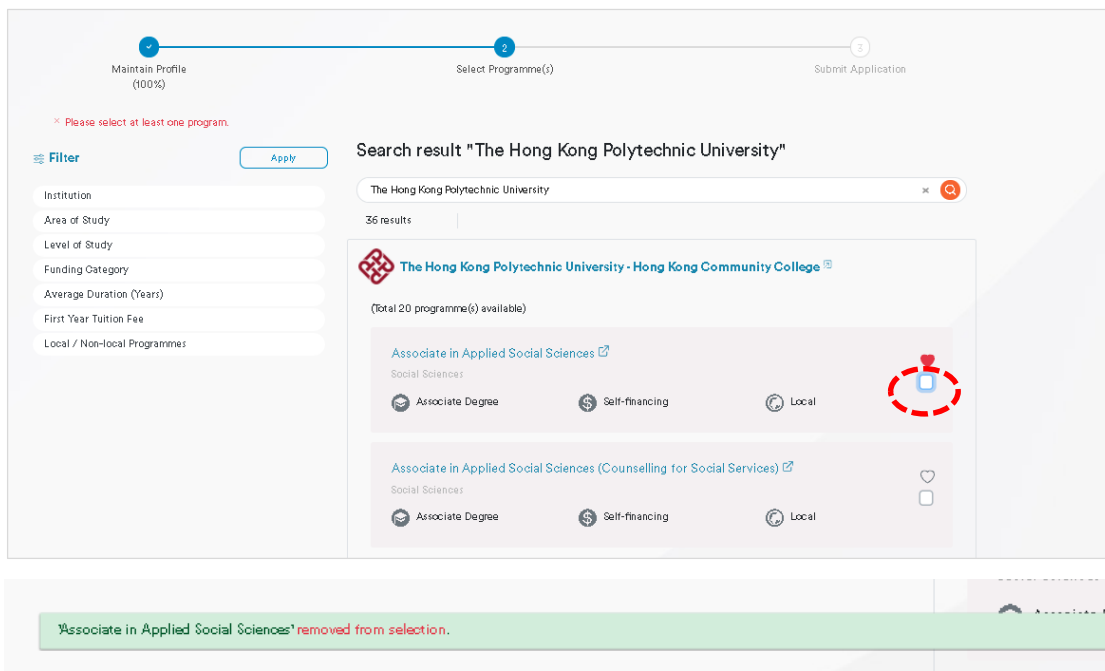 2
3
Maintain Profile
(100%)
Select Programme(s)
Submit Application
× Please select at least one program.
Filter
Apply
Search result "The Hong Kong Polytechnic University"
Institution
The Hong Kong Polytechnic University ×
Area of Study
36 results
Level of Study
Funding Category
The Hong Kong Polytechnic University - Hong Kong Community College
Average Duration (Years)
(Total 20 programme(s) available)
First Year Tuition Fee
Local / Non-local Programmes
Associate in Applied Social Sciences
Social Sciences
Associate Degree
Self-financing
Local
Associate in Applied Social Sciences (Counselling for Social Services)
Social Sciences
Associate Degree
Self-financing
Local
'Associate in Applied Social Sciences' removed from selection.